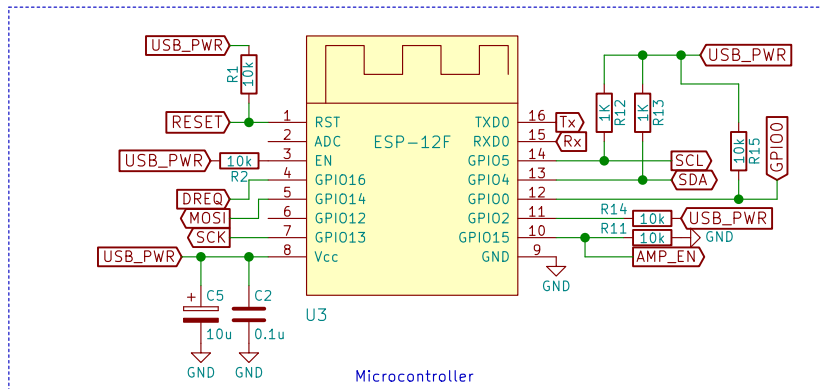 USB_PWR
R1
10k
RESET
USB_PWR
10k
R2
DREQ
MOSI
SCK
USB_PWR
C5
10u
GND
C2
0.1u
GND
+
1 RST
2 ADC
3 EN
4 GPIO16
5 GPIO14
6 GPIO12
7 GPIO13
8 Vcc
ESP-12F
U3
TXD0 16 Tx
RXD0 15 Rx
GPIO5 14
GPIO4 13
GPIO0 12
GPIO2 11
GPIO15 10
GND 9
GND
USB_PWR
1K
R12
1K
R13
10k
R15
GPIO0
SCL
SDA
R14
10k
USB_PWR
R11
10k
GND
AMP_EN
Microcontroller